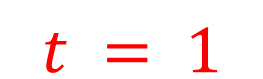 t = 1